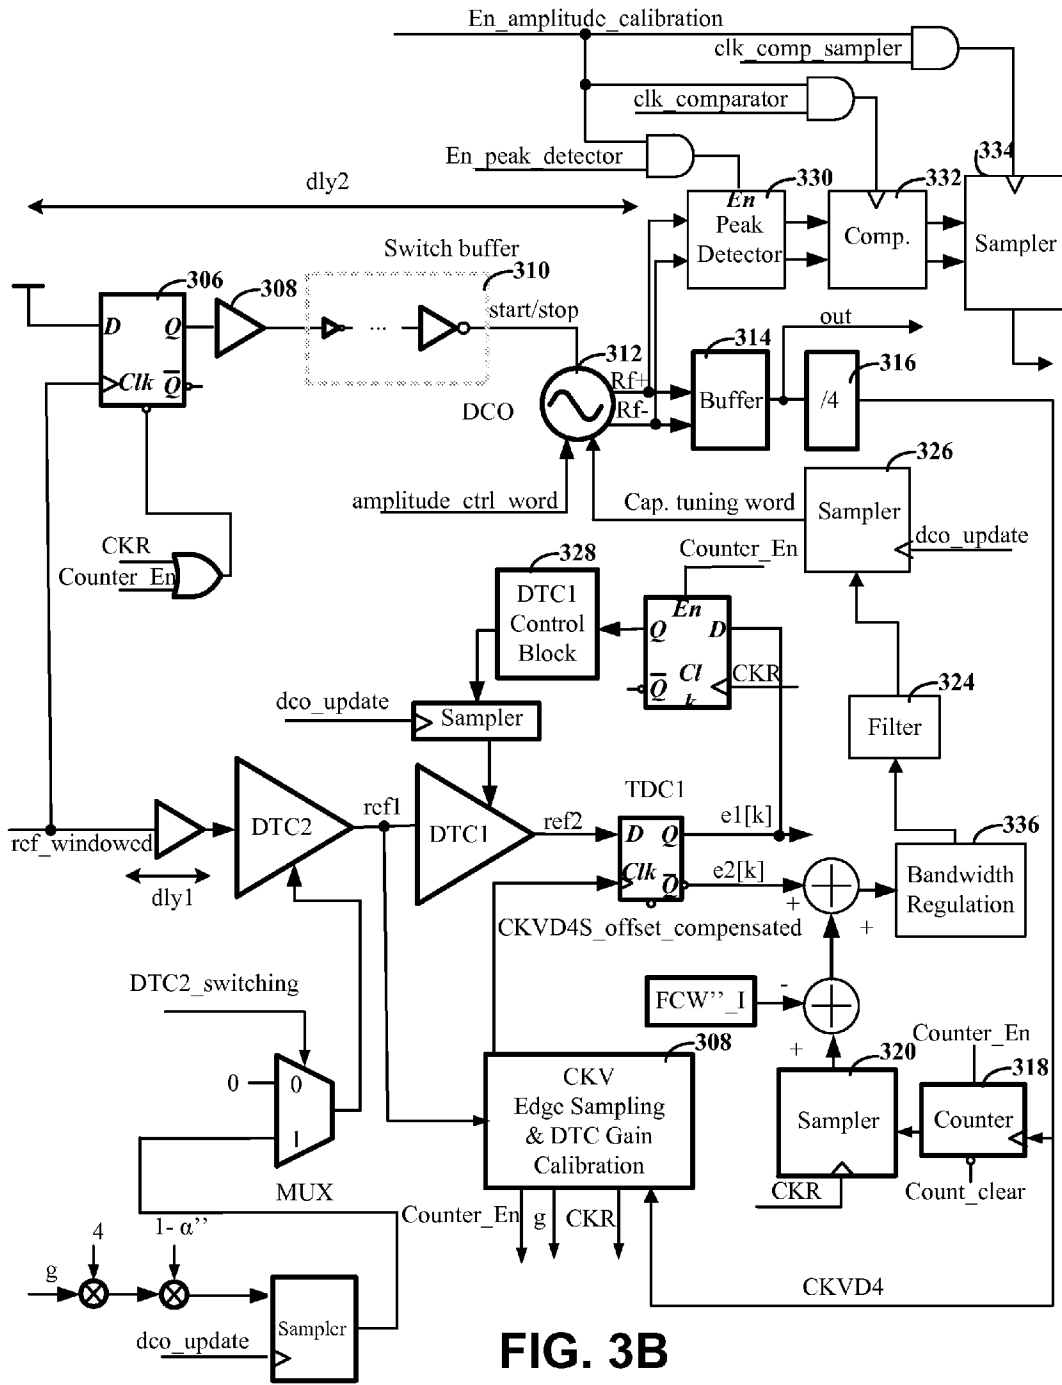 En_amplitude_calibration
clk_comp_sampler
clk_comparator
En_peak_detector
334
dly2
330
332
En
Peak
Detector
Comp.
Sampler
Switch buffer
306
308
310
start/stop
D
Q
Clk
Q
...
out
312
314
316
Rf+
Rf-
DCO
Buffer
/4
326
amplitude_ctrl_word
Cap. tuning word
Sampler
dco_update
CKR
Counter_En
328
Counter_En
DTC1
Control
Block
En
Q
D
Q
Cl
k
CKR
324
Filter
dco_update
Sampler
TDC1
ref_windowed
DTC2
ref1
DTC1
ref2
D
Q
Clk
Q
e1[k]
e2[k]
336
Bandwidth
Regulation
dly1
CKVD4S_offset_compensated
+
+
DTC2_switching
FCW’’_I
-
+
Counter_En
308
320
318
CKV
Edge Sampling
& DTC Gain
Calibration
Sampler
Counter
0
0
1
MUX
CKR
Count_clear
Counter_En
g
CKR
4
1- α’’
g
Sampler
dco_update
CKVD4
FIG. 3B